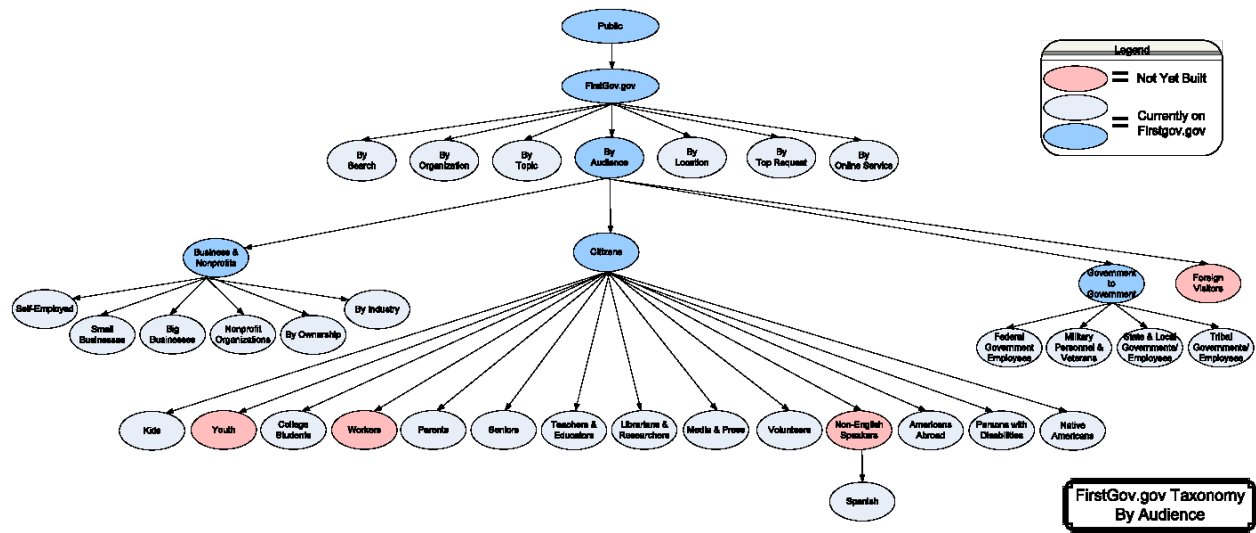 Public
Legend
FirstGov.gov
= Not Yet Built
= Currently on
Firstgov.gov
By
Search
By
Organization
By
Topic
By
Audience
By
Location
By
Top Request
By
Online Service
Business &
Nonprofits
Citizens
Government
to
Government
Foreign
Visitors
Self-Employed
Small
Businesses
Big
Businesses
Nonprofit
Organizations
By Ownership
By Industry
Federal
Government
Employees
Military
Personnel &
Veterans
State & Local
Governments/
Employees
Tribal
Governments/
Employees
Kids
Youth
College
Students
Workers
Parents
Seniors
Teachers &
Educators
Librarians &
Researchers
Media & Press
Volunteers
Non-English
Speakers
Americans
Abroad
Persons with
Disabilities
Native
Americans
Spanish
FirstGov.gov Taxonomy
By Audience